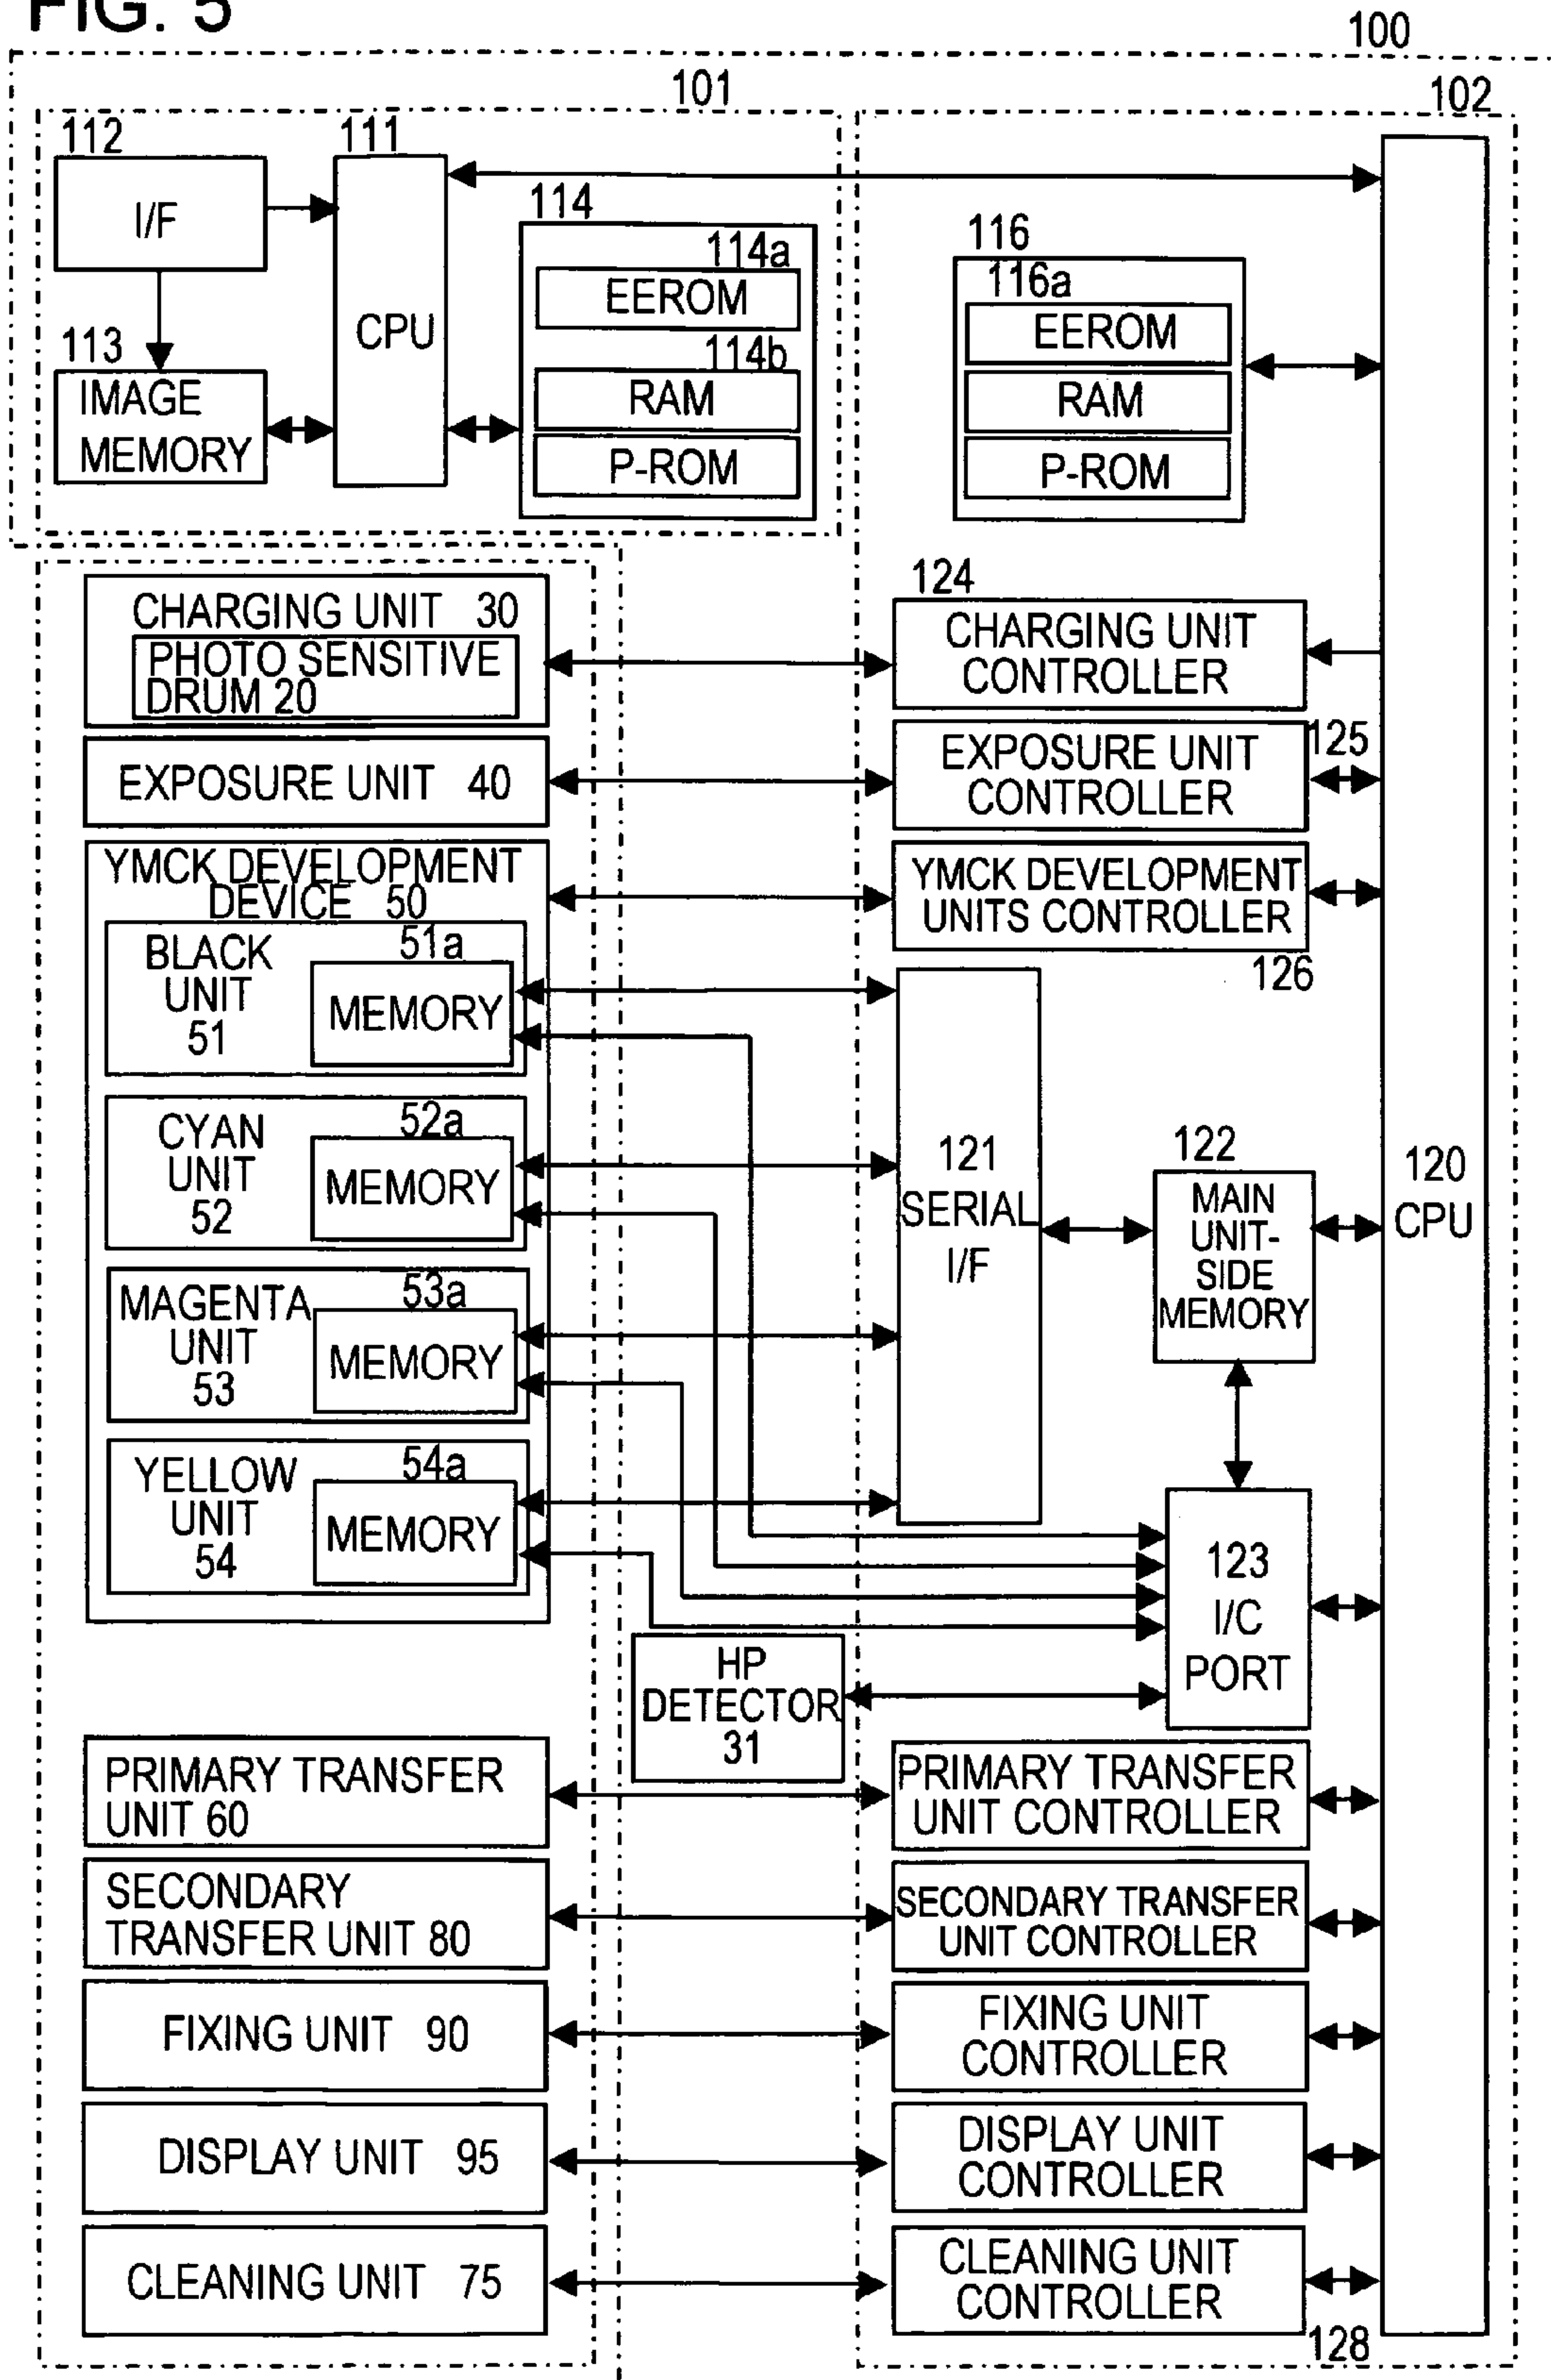 FIG. 5
100
101
102
112
I/F
111
CPU
113
IMAGE
MEMORY
114
114a
EEROM
114b
RAM
P-ROM
116
116a
EEROM
RAM
P-ROM
CHARGING UNIT 30
PHOTO SENSITIVE
DRUM 20
124
CHARGING UNIT
CONTROLLER
EXPOSURE UNIT 40
125
EXPOSURE UNIT
CONTROLLER
YMCK DEVELOPMENT
DEVICE 50
YMCK DEVELOPMENT
UNITS CONTROLLER
126
BLACK
UNIT
51
51a
MEMORY
CYAN
UNIT
52
52a
MEMORY
MAGENTA
UNIT
53
53a
MEMORY
YELLOW
UNIT
54
54a
MEMORY
121
SERIAL
I/F
122
MAIN
UNIT-
SIDE
MEMORY
120
CPU
123
I/C
PORT
HP
DETECTOR
31
PRIMARY TRANSFER
UNIT 60
PRIMARY TRANSFER
UNIT CONTROLLER
SECONDARY
TRANSFER UNIT 80
SECONDARY TRANSFER
UNIT CONTROLLER
FIXING UNIT 90
FIXING UNIT
CONTROLLER
DISPLAY UNIT 95
DISPLAY UNIT
CONTROLLER
CLEANING UNIT 75
CLEANING UNIT
CONTROLLER
128